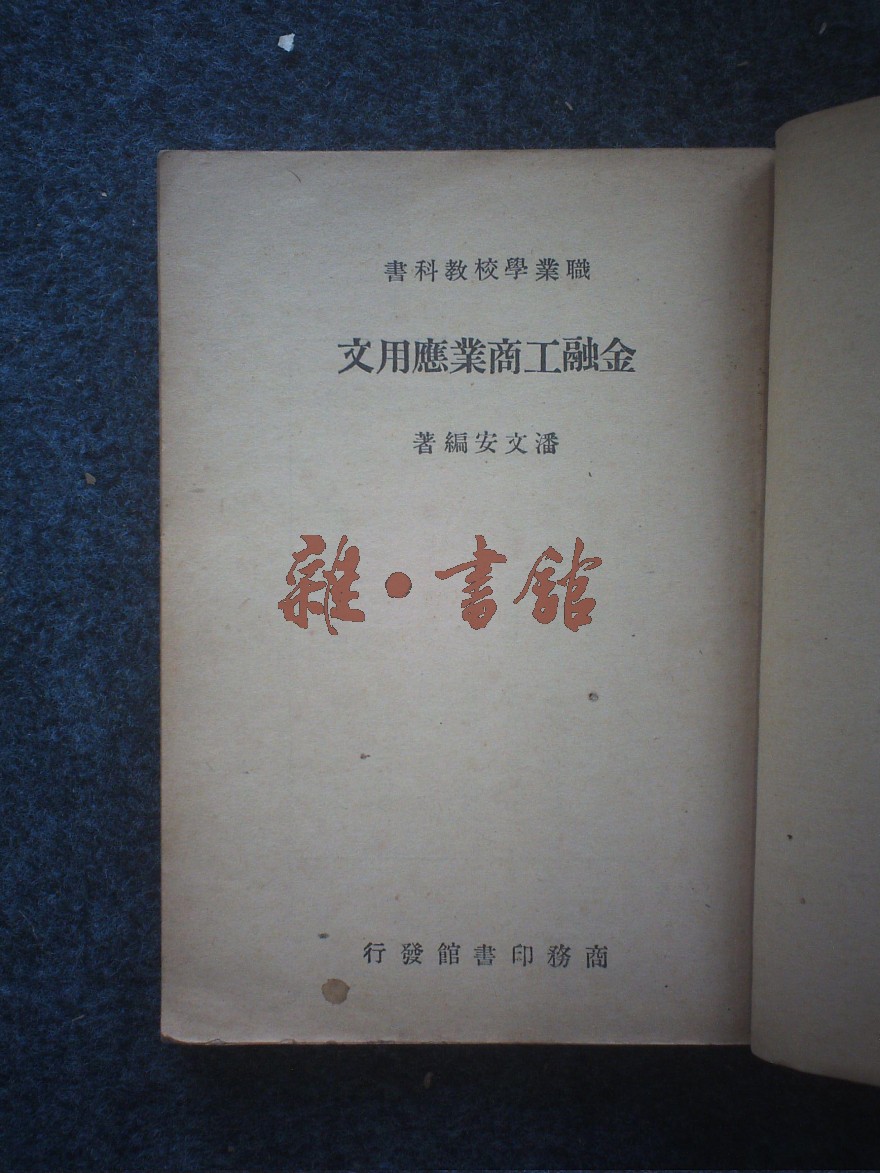 職業學校教科書
金融工商業應用文
潘文安編著
雜·書館
商務印書館發行